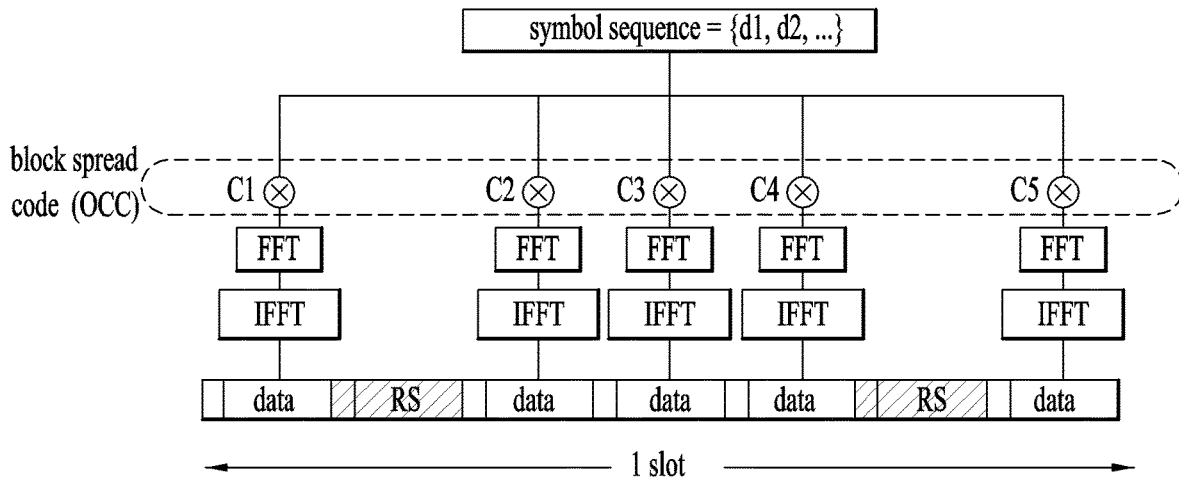 symbol sequence = {d1, d2, ...}
block spread
code (OCC)
C1 C2 C3 C4 C5
FFT FFT FFT FFT FFT
IFFT IFFT IFFT IFFT IFFT
data RS data data data RS data
1 slot